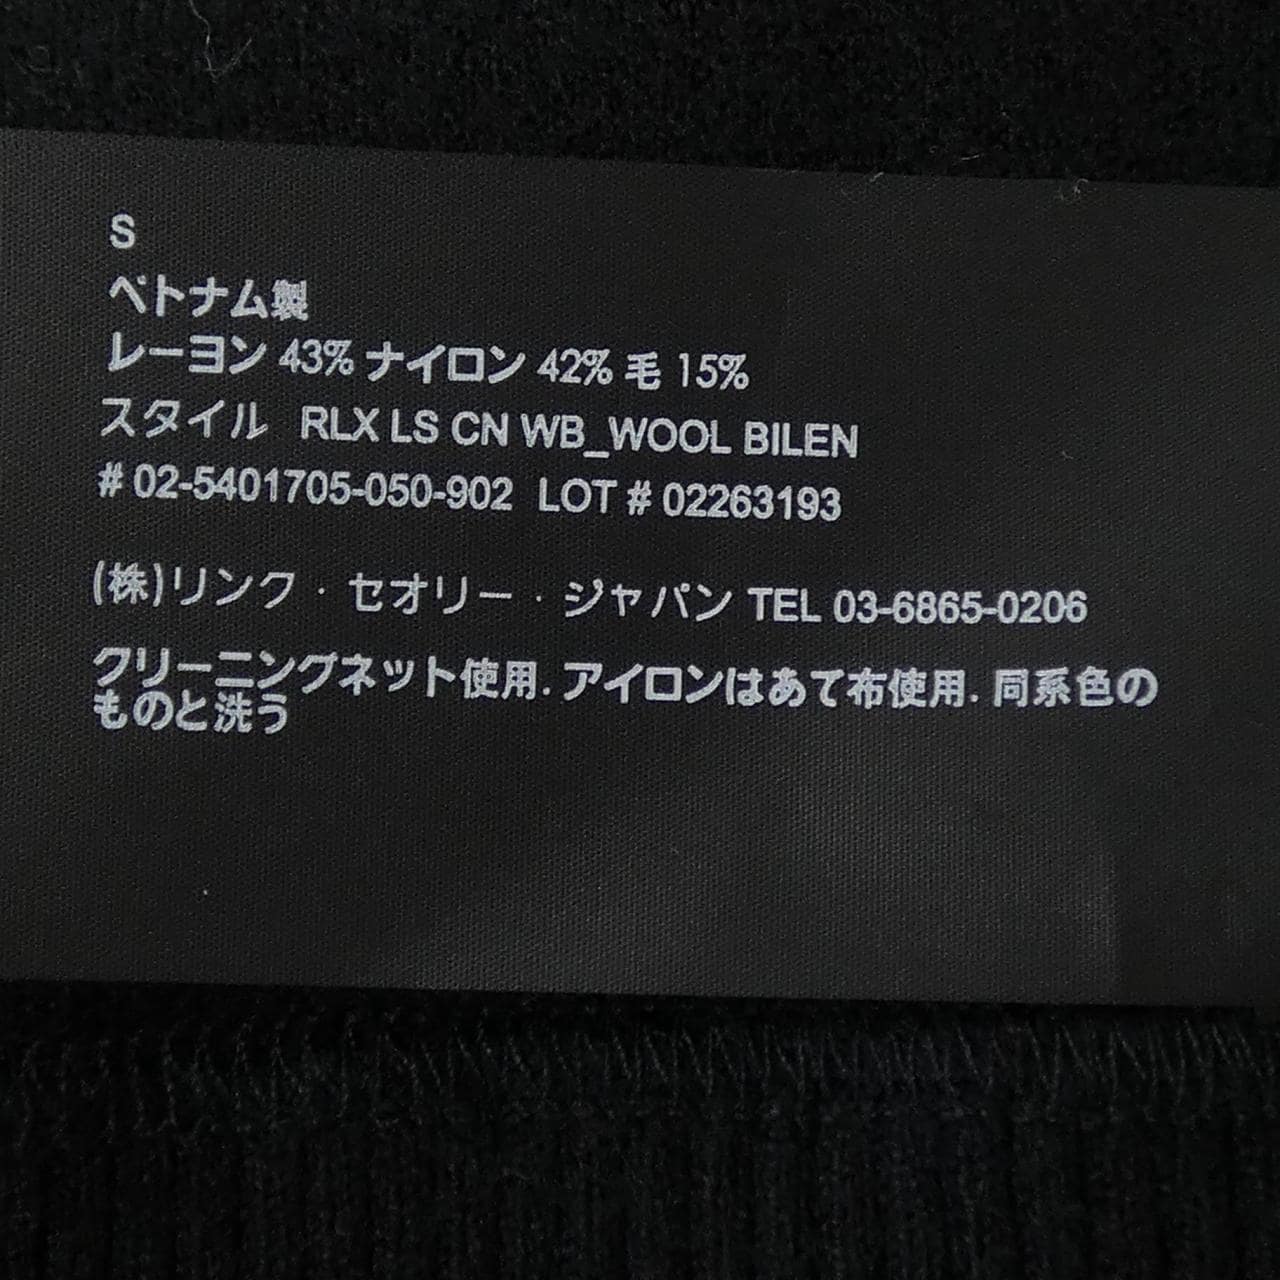 S
ベトナム製
レーヨン 43% ナイロン 42% 毛 15%
スタイル RLX LS CN WB_WOOL BILEN
# 02-5401705-050-902 LOT # 02263193
(株)リンク・セオリー・ジャパン TEL 03-6865-0206
クリーニングネット使用. アイロンはあて布使用. 同系色の
ものと洗う